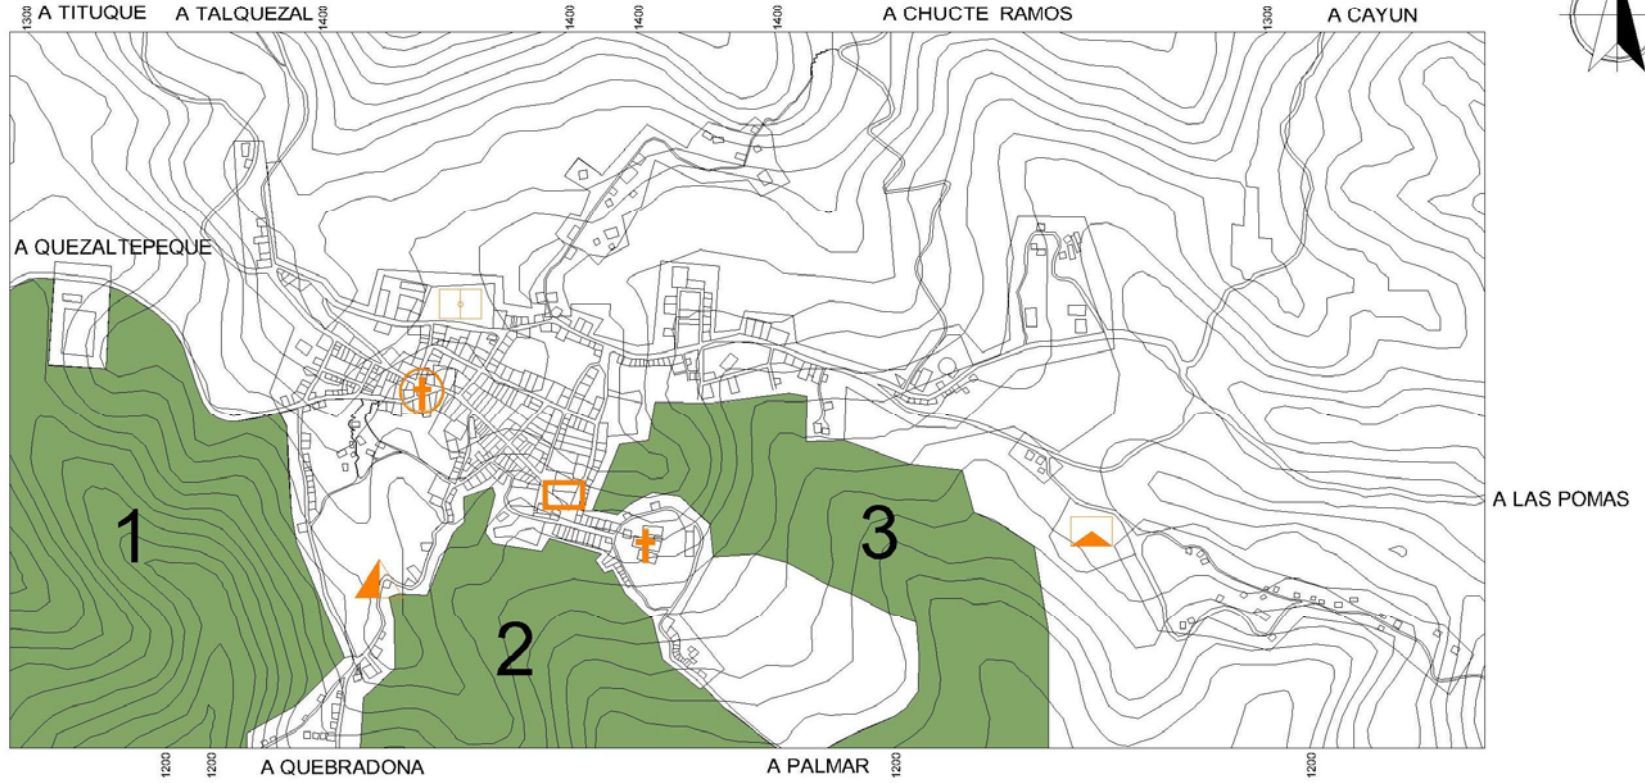 1300
A TITUQUE
A TALQUEZAL
1400
1400
1400
A CHUCTE RAMOS
1400
1300
A CAYUN
A QUEZALTEPEQUE
A LAS POMAS
1
3
2
1200
1200
A QUEBRADONA
A PALMAR
1200
1200